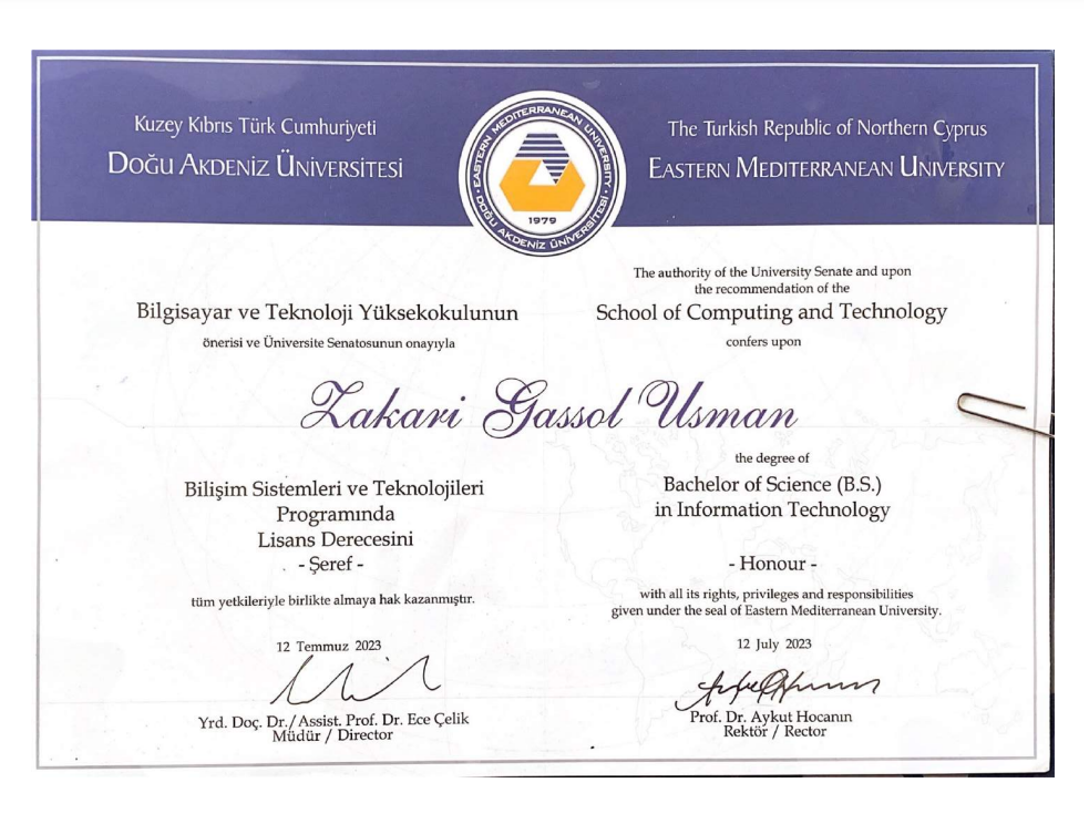 Kuzey Kıbrıs Türk Cumhuriyeti
DOĞU AKDENİZ ÜNİVERSİTESİ
The Turkish Republic of Northern Cyprus
EASTERN MEDITERRANEAN UNIVERSITY
EASTERN MEDITERRANEAN UNIVERSITY · DOĞU AKDENİZ ÜNİVERSİTESİ ·
1979
Bilgisayar ve Teknoloji Yüksekokulunun
önerisi ve Üniversite Senatosunun onayıyla
The authority of the University Senate and upon
the recommendation of the
School of Computing and Technology
confers upon
Zakari Gassol Usman
Bilişim Sistemleri ve Teknolojileri
Programında
Lisans Derecesini
- Şeref -
tüm yetkileriyle birlikte almaya hak kazanmıştır.
12 Temmuz 2023
Yrd. Doç. Dr./Assist. Prof. Dr. Ece Çelik
Müdür / Director
the degree of
Bachelor of Science (B.S.)
in Information Technology
- Honour -
with all its rights, privileges and responsibilities
given under the seal of Eastern Mediterranean University.
12 July 2023
Prof. Dr. Aykut Hocanın
Rektör / Rector